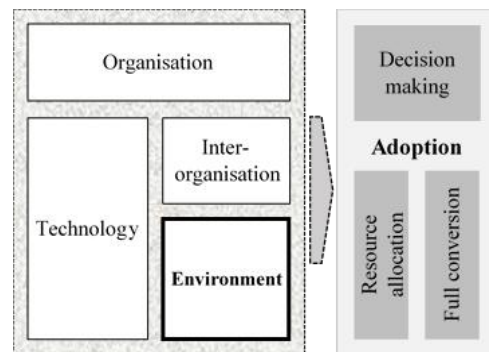 Organisation
Technology
Inter-
organisation
Environment
Decision
making
Adoption
Resource
allocation
Full conversion